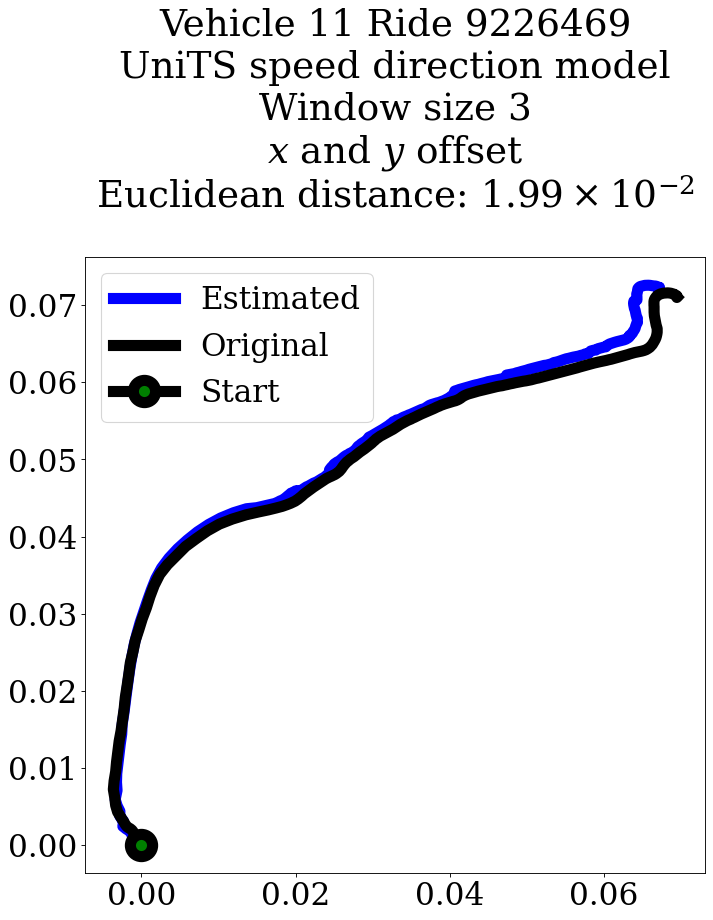 Vehicle 11 Ride 9226469
UniTS speed direction model
Window size 3
x and y offset
Euclidean distance: 1.99 × 10⁻²
Estimated
Original
Start
0.07
0.06
0.05
0.04
0.03
0.02
0.01
0.00
0.00 0.02 0.04 0.06